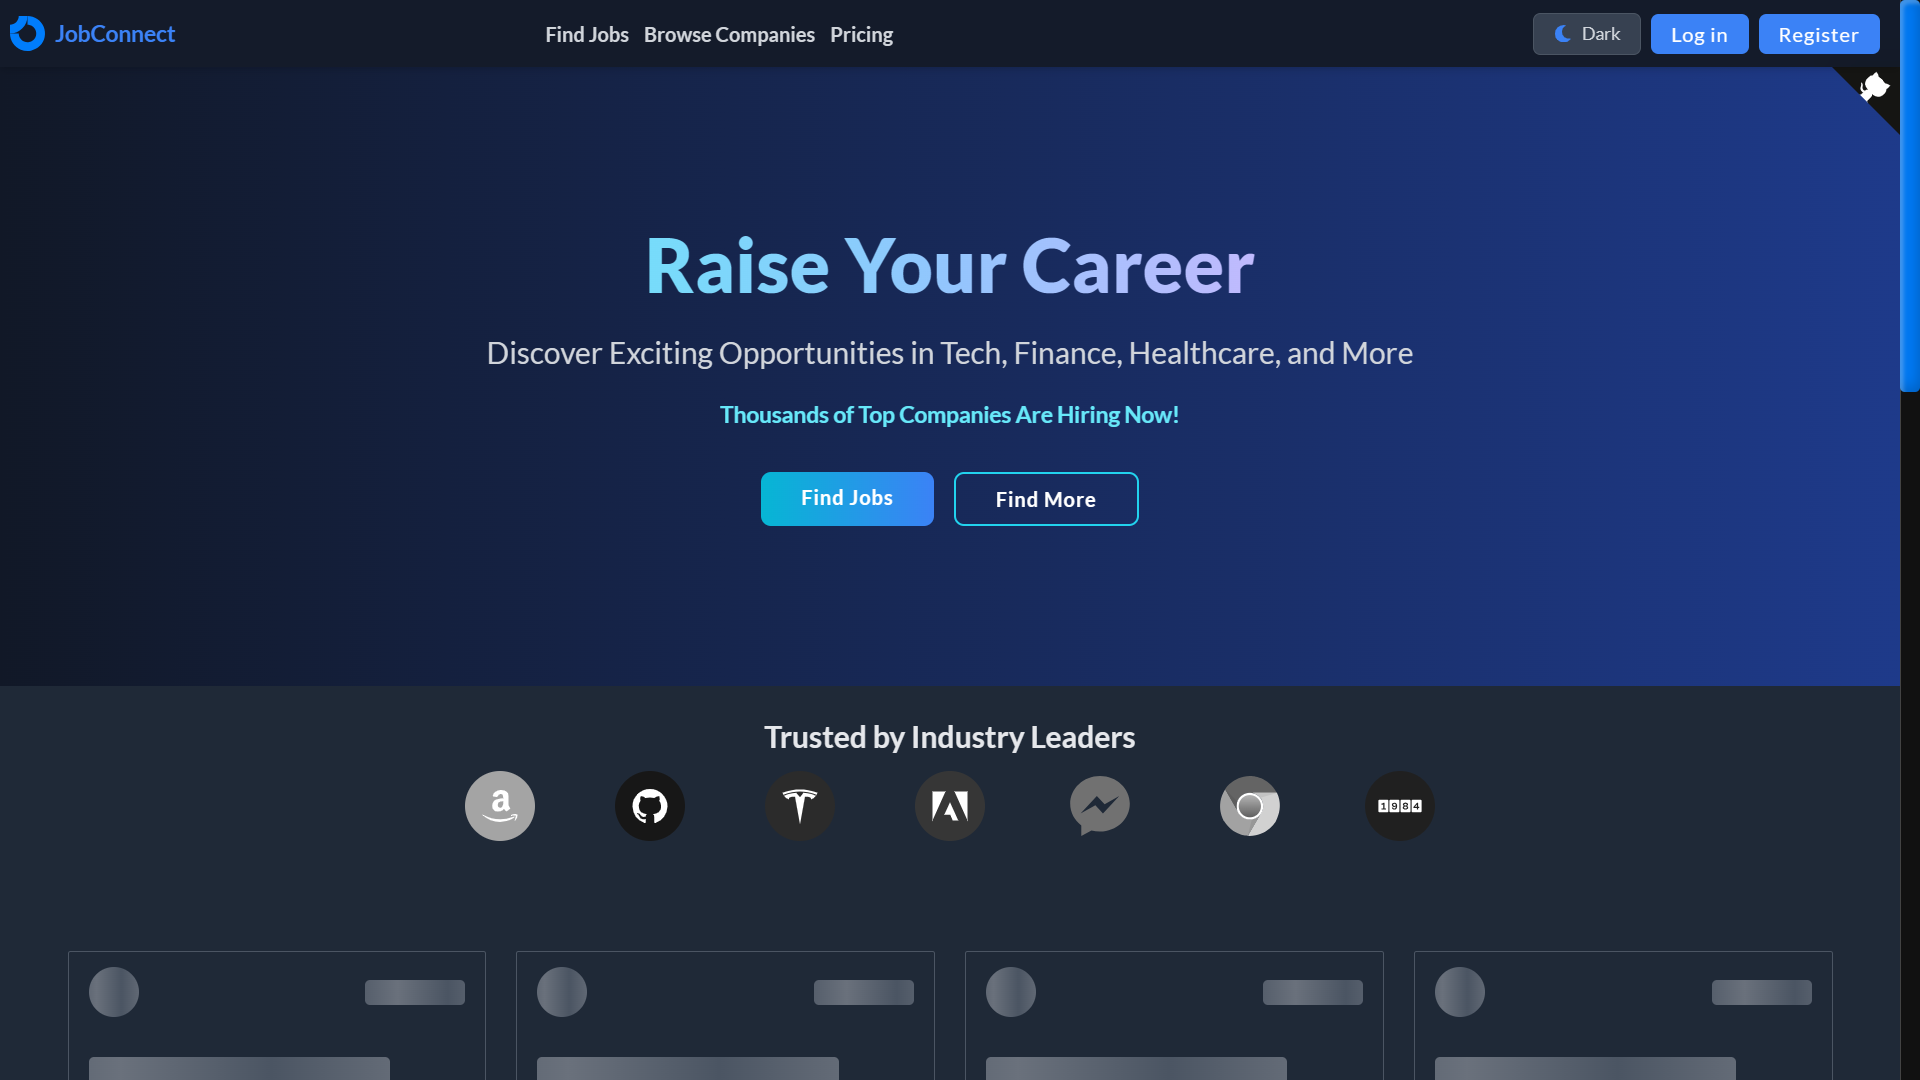 JobConnect
Find Jobs
Browse Companies
Pricing
Dark
Log in
Register
Raise Your Career
Discover Exciting Opportunities in Tech, Finance, Healthcare, and More
Thousands of Top Companies Are Hiring Now!
Find Jobs
Find More
Trusted by Industry Leaders
a
1984